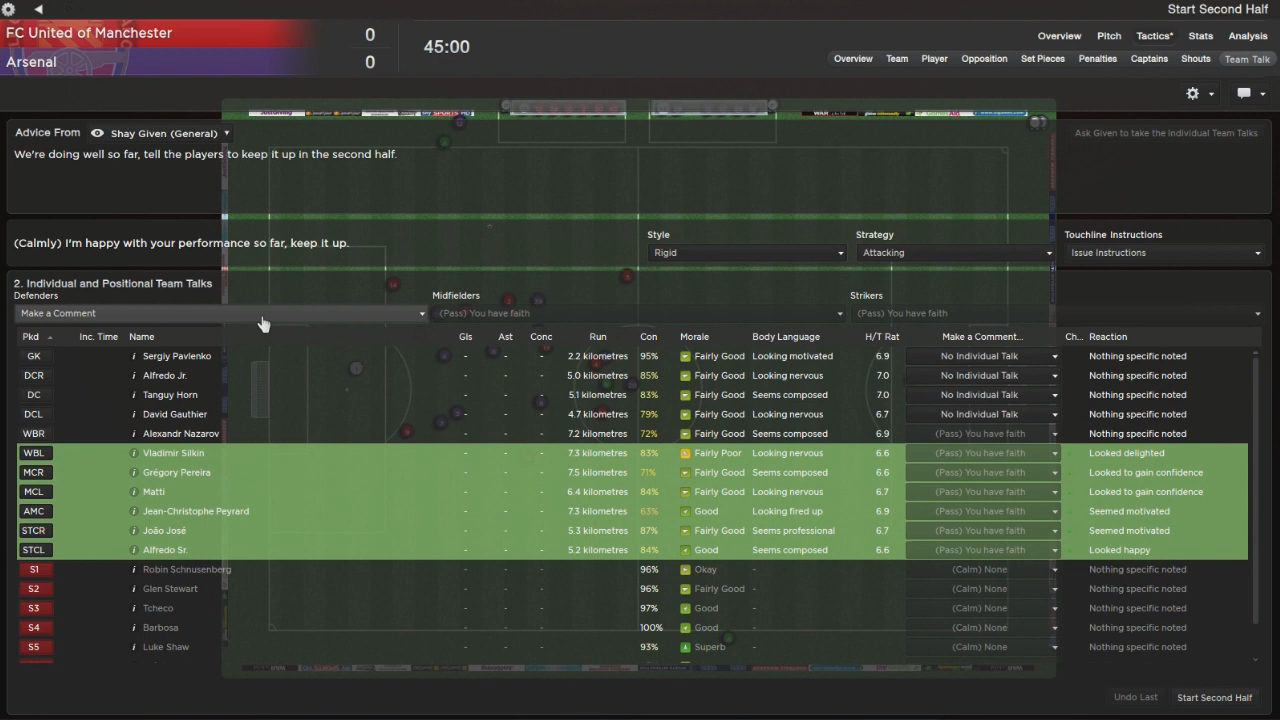 Start Second Half
FC United of Manchester 0
Arsenal 0
45:00
Overview Pitch Tactics* Stats Analysis
Overview Team Player Opposition Set Pieces Penalties Captains Shouts Team Talk
Advice From Shay Given (General)
Ask Given to take the Individual Team Talks
We're doing well so far, tell the players to keep it up in the second half.
(Calmly) I'm happy with your performance so far, keep it up.
Style Strategy Touchline Instructions
Rigid Attacking Issue Instructions
2. Individual and Positional Team Talks
Defenders Midfielders Strikers
Make a Comment (Pass) You have faith (Pass) You have faith
Pkd Inc. Time Name Gls Ast Conc Run Con Morale Body Language H/T Rat Make a Comment... Ch... Reaction
GK i Sergiy Pavlenko - - - 2.2 kilometres 95% Fairly Good Looking motivated 6.9 No Individual Talk Nothing specific noted
DCR i Alfredo Jr. - - - 5.0 kilometres 85% Fairly Good Looking nervous 7.0 No Individual Talk Nothing specific noted
DC i Tanguy Horn - - - 5.1 kilometres 83% Fairly Good Seems composed 7.0 No Individual Talk Nothing specific noted
DCL i David Gauthier - - - 4.7 kilometres 79% Fairly Good Looking nervous 6.7 No Individual Talk Nothing specific noted
WBR i Alexandr Nazarov - - - 7.2 kilometres 72% Fairly Good Seems composed 6.9 (Pass) You have faith Nothing specific noted
WBL i Vladimir Silkin - - - 7.3 kilometres 83% Fairly Poor Looking nervous 6.6 (Pass) You have faith Looked delighted
MCR i Grégory Pereira - - - 7.5 kilometres 71% Fairly Good Seems composed 6.6 (Pass) You have faith Looked to gain confidence
MCL i Matti - - - 6.4 kilometres 84% Fairly Good Looking nervous 6.7 (Pass) You have faith Looked to gain confidence
AMC i Jean-Christophe Peyrard - - - 7.3 kilometres 63% Good Looking fired up 6.9 (Pass) You have faith Seemed motivated
STCR i João José - - - 5.3 kilometres 87% Fairly Good Seems professional 6.7 (Pass) You have faith Seemed motivated
STCL i Alfredo Sr. - - - 5.2 kilometres 84% Good Seems composed 6.6 (Pass) You have faith Looked happy
S1 i Robin Schnusenberg 96% Okay - (Calm) None Nothing specific noted
S2 i Glen Stewart 96% Fairly Good - (Calm) None Nothing specific noted
S3 i Tcheco 97% Good - (Calm) None Nothing specific noted
S4 i Barbosa 100% Good - (Calm) None Nothing specific noted
S5 i Luke Shaw 93% Superb - (Calm) None Nothing specific noted
Undo Last Start Second Half